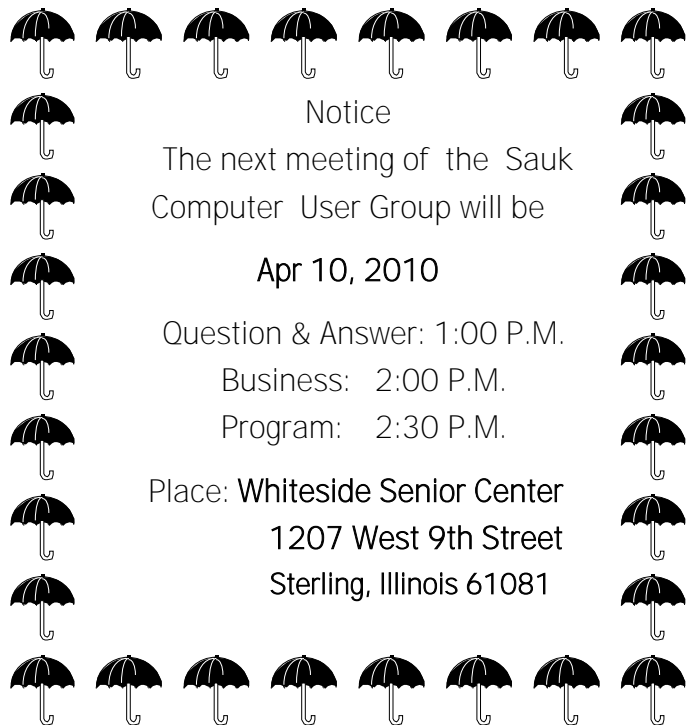 Notice
The next meeting of the Sauk
Computer User Group will be
Apr 10, 2010
Question & Answer: 1:00 P.M.
Business: 2:00 P.M.
Program: 2:30 P.M.
Place: Whiteside Senior Center
1207 West 9th Street
Sterling, Illinois 61081